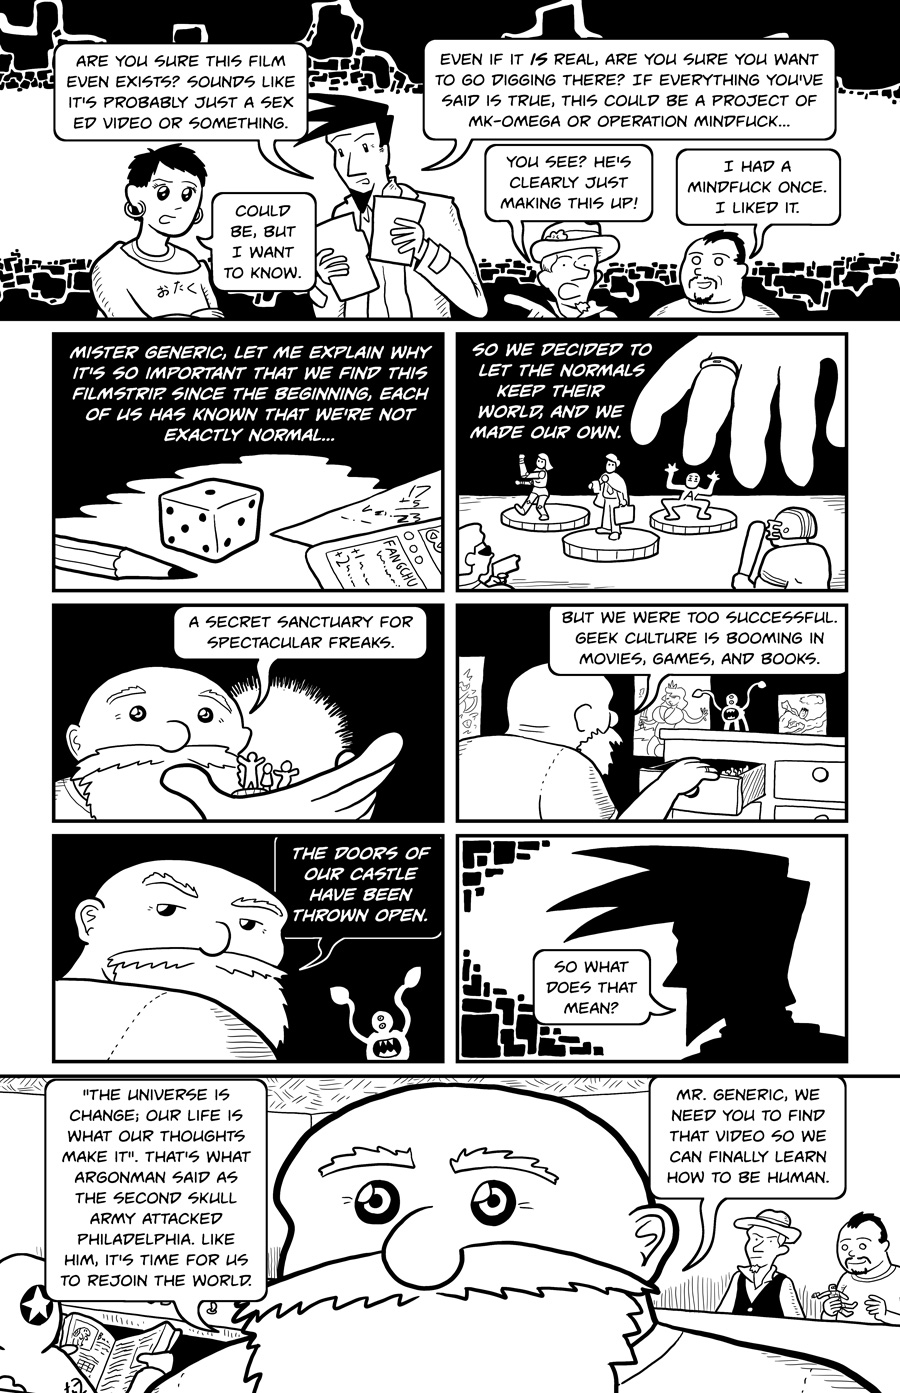 ARE YOU SURE THIS FILM
EVEN EXISTS? SOUNDS LIKE
IT'S PROBABLY JUST A SEX
ED VIDEO OR SOMETHING.
EVEN IF IT IS REAL, ARE YOU SURE YOU WANT
TO GO DIGGING THERE? IF EVERYTHING YOU'VE
SAID IS TRUE, THIS COULD BE A PROJECT OF
MK-OMEGA OR OPERATION MINDFUCK...
COULD
BE, BUT
I WANT
TO KNOW.
YOU SEE? HE'S
CLEARLY JUST
MAKING THIS UP!
I HAD A
MINDFUCK ONCE.
I LIKED IT.
おたく
MISTER GENERIC, LET ME EXPLAIN WHY
IT'S SO IMPORTANT THAT WE FIND THIS
FILMSTRIP. SINCE THE BEGINNING, EACH
OF US HAS KNOWN THAT WE'RE NOT
EXACTLY NORMAL...
17
+5
23
FANGCHU
+1
+2
SO WE DECIDED TO
LET THE NORMALS
KEEP THEIR
WORLD, AND WE
MADE OUR OWN.
A
A SECRET SANCTUARY FOR
SPECTACULAR FREAKS.
BUT WE WERE TOO SUCCESSFUL.
GEEK CULTURE IS BOOMING IN
MOVIES, GAMES, AND BOOKS.
THE DOORS OF
OUR CASTLE
HAVE BEEN
THROWN OPEN.
SO WHAT
DOES THAT
MEAN?
"THE UNIVERSE IS
CHANGE; OUR LIFE IS
WHAT OUR THOUGHTS
MAKE IT". THAT'S WHAT
ARGONMAN SAID AS
THE SECOND SKULL
ARMY ATTACKED
PHILADELPHIA. LIKE
HIM, IT'S TIME FOR US
TO REJOIN THE WORLD.
MR. GENERIC, WE
NEED YOU TO FIND
THAT VIDEO SO WE
CAN FINALLY LEARN
HOW TO BE HUMAN.